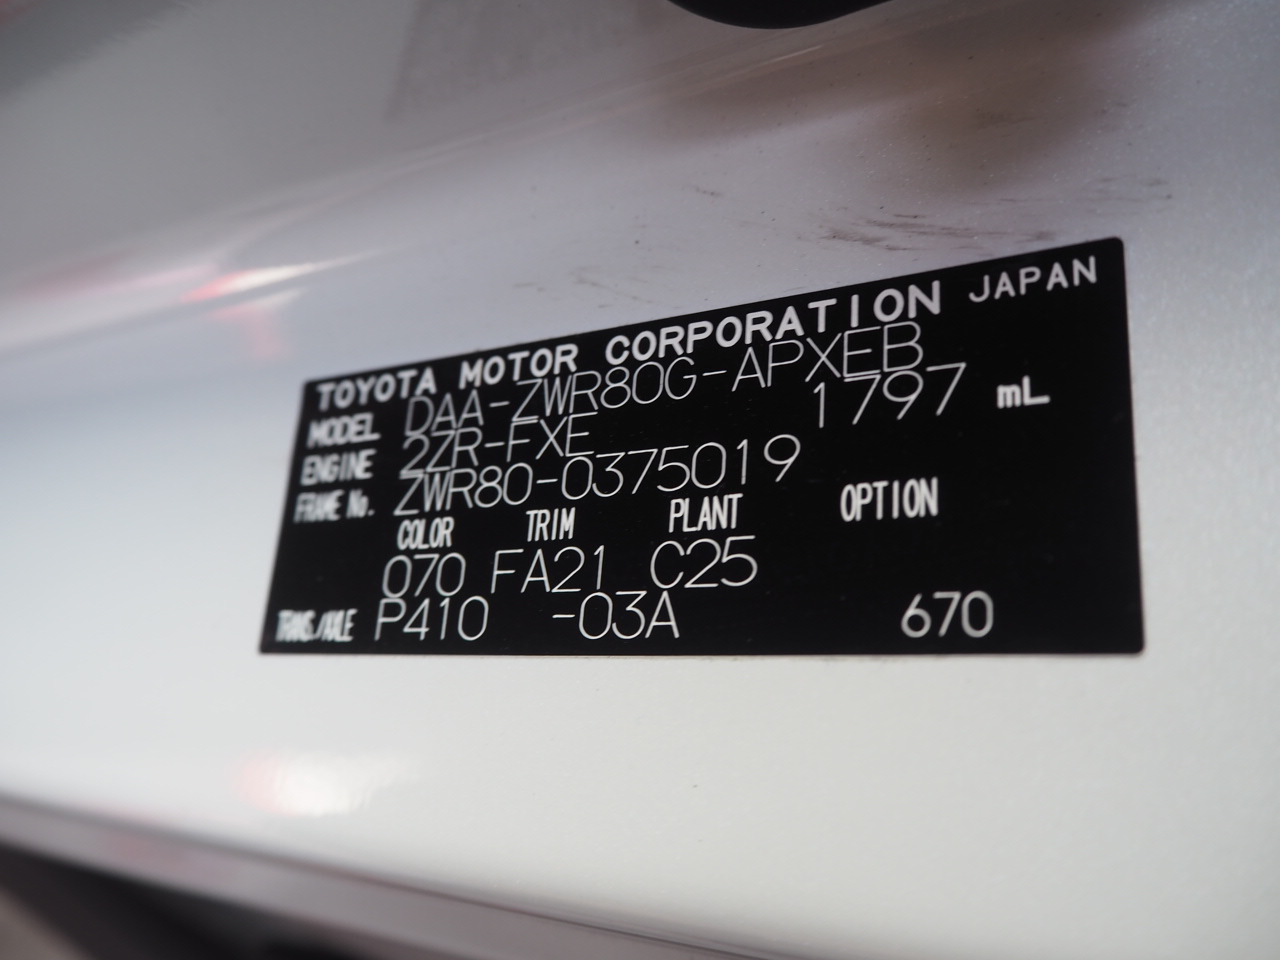 TOYOTA MOTOR CORPORATION JAPAN
MODEL DAA-ZWR80G-APXEB
ENGINE 2ZR-FXE 1797 mL
FRAME No. ZWR80-0375019
COLOR TRIM PLANT OPTION
070 FA21 C25
TRANS./AXLE P410 -03A 670